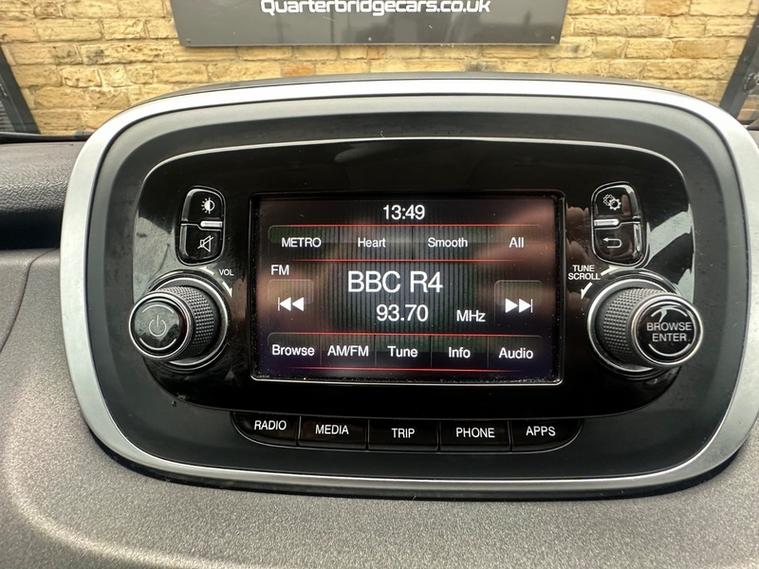 Quarterbridgecars.co.uk
13:49
METRO Heart Smooth All
FM
BBC R4
93.70 MHz
Browse AM/FM Tune Info Audio
VOL
TUNE
SCROLL
BROWSE
ENTER
RADIO MEDIA TRIP PHONE APPS